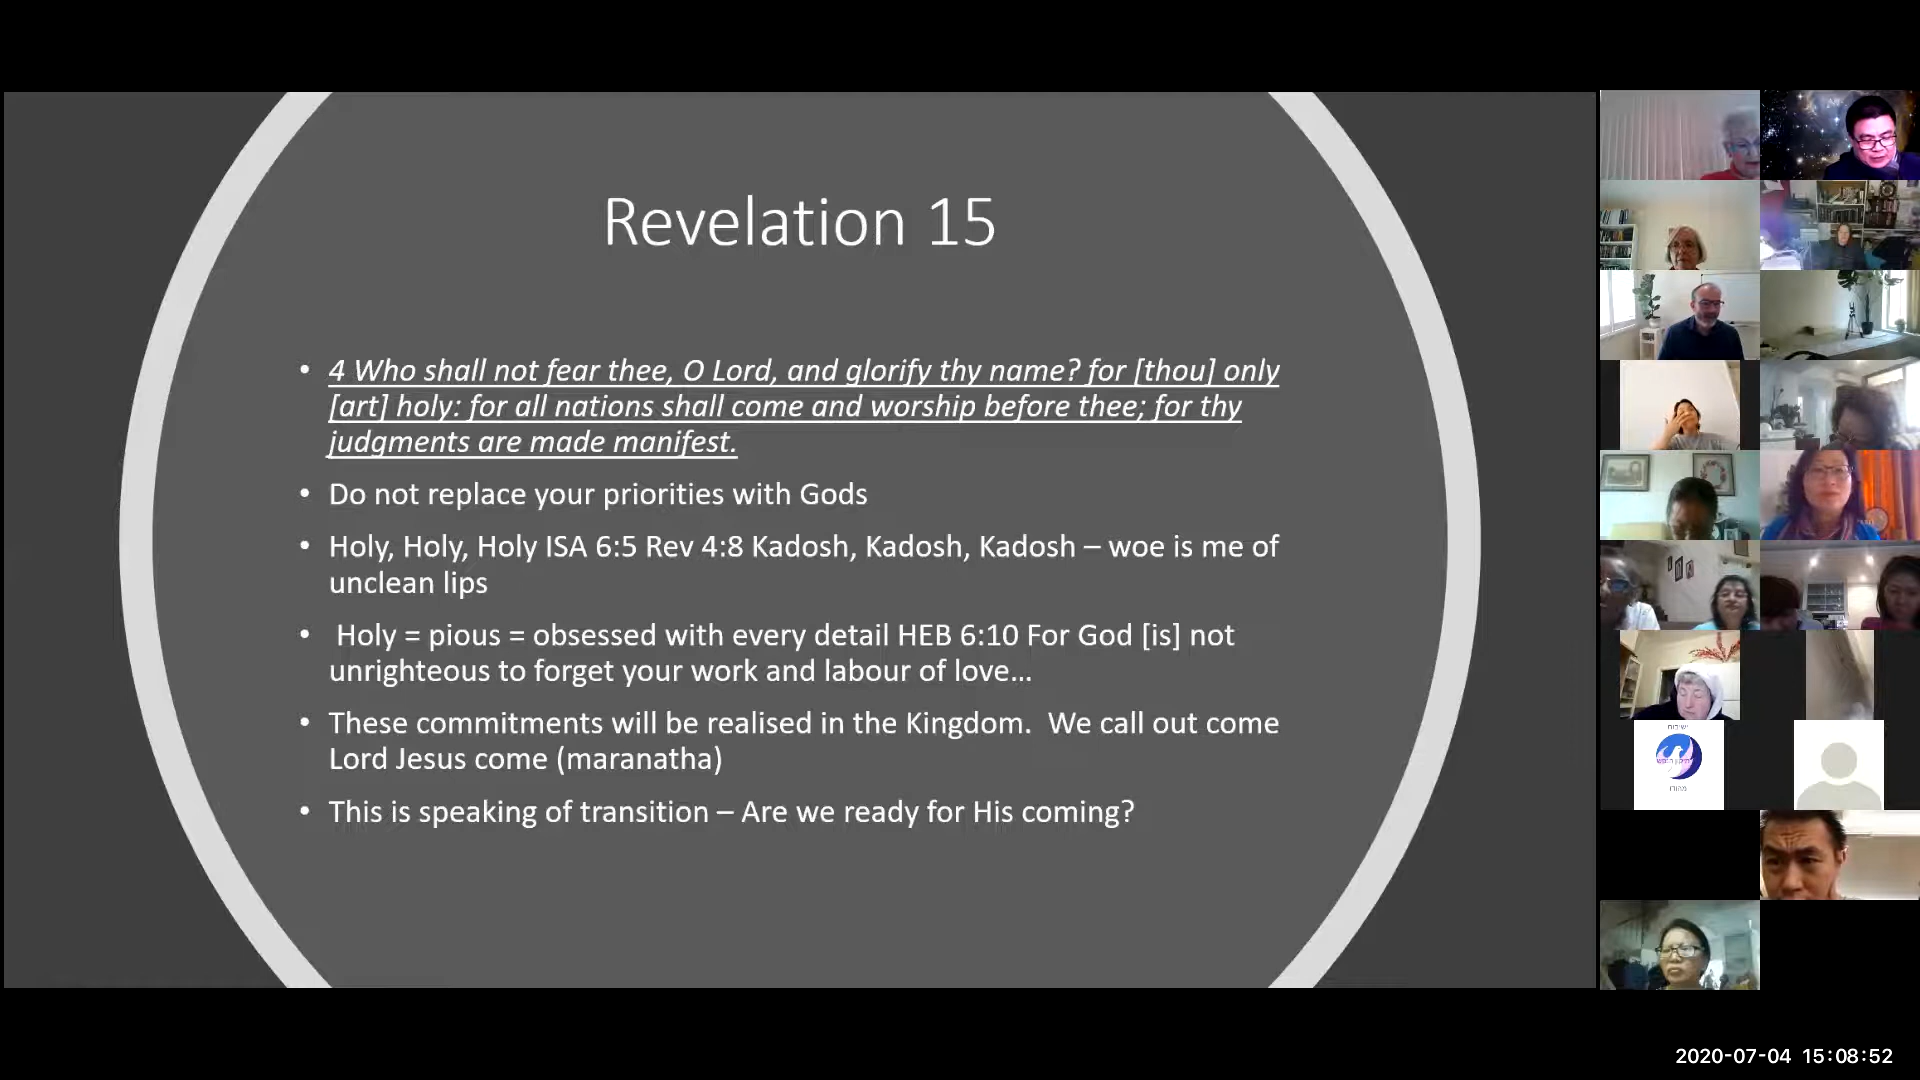 Revelation 15
• 4 Who shall not fear thee, O Lord, and glorify thy name? for [thou] only
[art] holy: for all nations shall come and worship before thee; for thy
judgments are made manifest.
• Do not replace your priorities with Gods
• Holy, Holy, Holy ISA 6:5 Rev 4:8 Kadosh, Kadosh, Kadosh – woe is me of
unclean lips
• Holy = pious = obsessed with every detail HEB 6:10 For God [is] not
unrighteous to forget your work and labour of love…
• These commitments will be realised in the Kingdom.  We call out come
Lord Jesus come (maranatha)
• This is speaking of transition – Are we ready for His coming?
2020-07-04 15:08:52